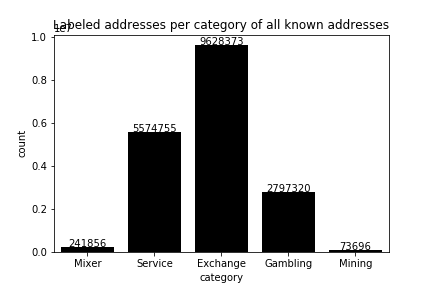 Labeled addresses per category of all known addresses
1e7
1.0
0.8
0.6
0.4
0.2
0.0
count
241856
5574755
9628373
2797320
73696
Mixer Service Exchange Gambling Mining
category